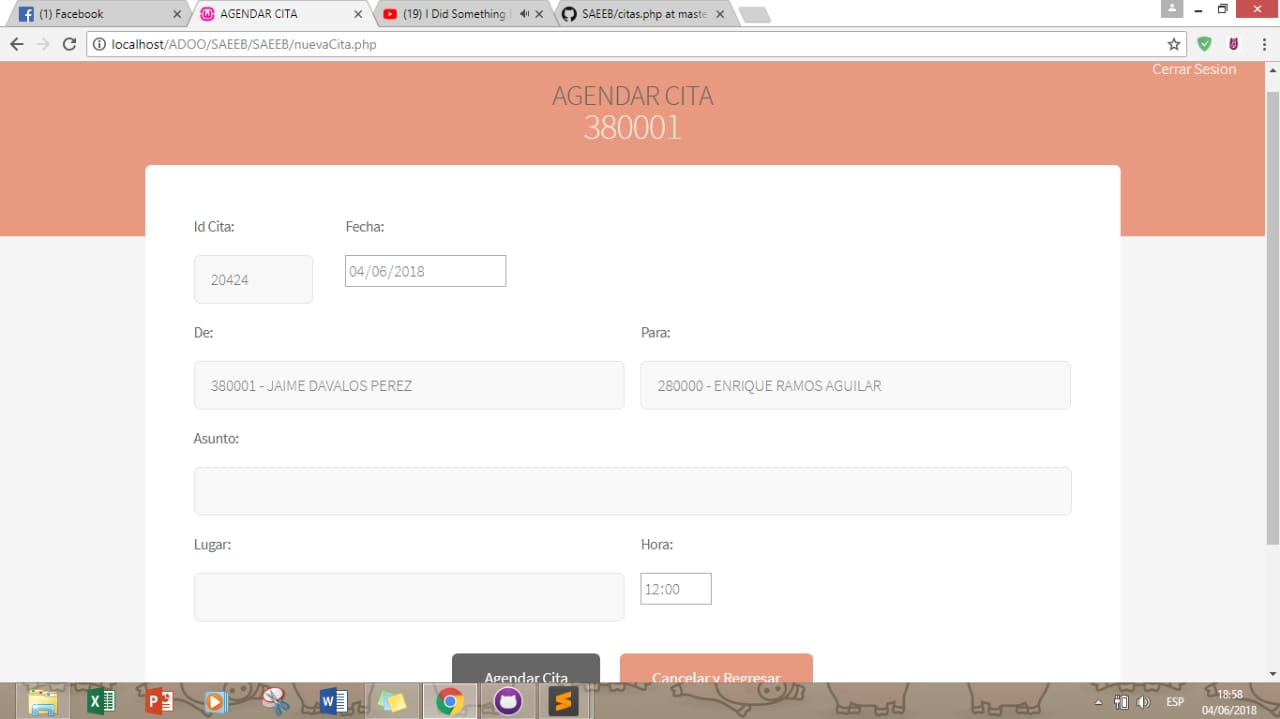 (1) Facebook
AGENDAR CITA
(19) I Did Something
SAEEB/citas.php at maste
localhost/ADOO/SAEEB/SAEEB/nuevaCita.php
Cerrar Sesion
AGENDAR CITA
380001
Id Cita: Fecha:
20424 04/06/2018
De: Para:
380001 - JAIME DAVALOS PEREZ 280000 - ENRIQUE RAMOS AGUILAR
Asunto:
Lugar: Hora:
12:00
Agendar Cita Cancelar y Regresar
ESP
18:58
04/06/2018